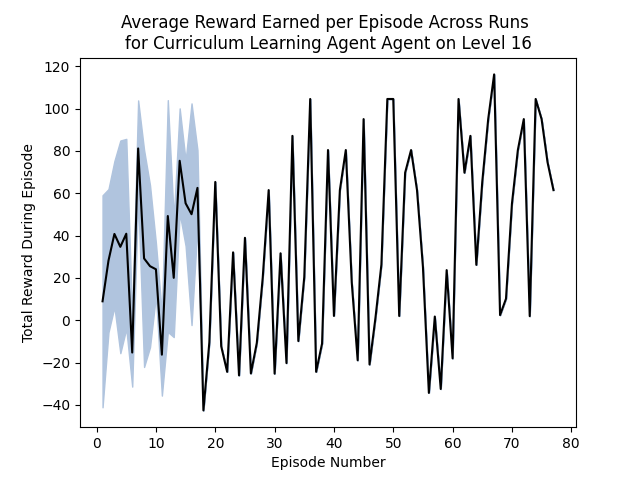 Average Reward Earned per Episode Across Runs
for Curriculum Learning Agent Agent on Level 16
Total Reward During Episode
120
100
80
60
40
20
0
−20
−40
0 10 20 30 40 50 60 70 80
Episode Number